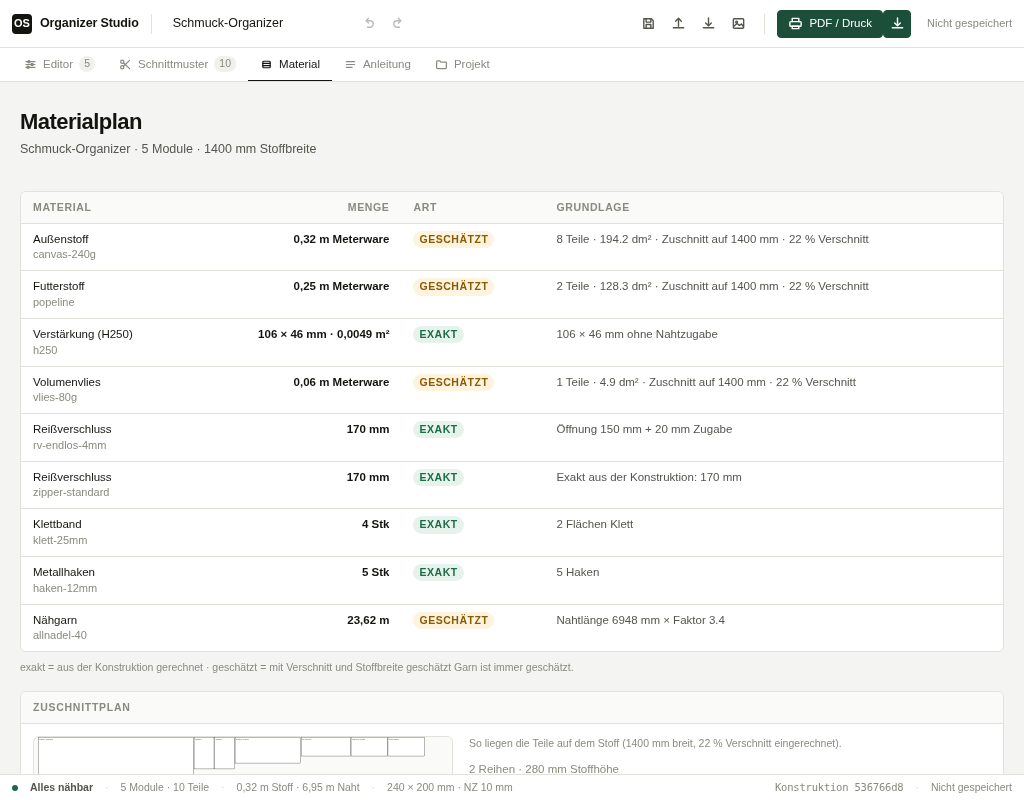 OS Organizer Studio Schmuck-Organizer PDF / Druck Nicht gespeichert
Editor 5 Schnittmuster 10 Material Anleitung Projekt
Materialplan
Schmuck-Organizer · 5 Module · 1400 mm Stoffbreite
MATERIAL MENGE ART GRUNDLAGE
Außenstoff 0,32 m Meterware GESCHÄTZT 8 Teile · 194.2 dm² · Zuschnitt auf 1400 mm · 22 % Verschnitt
canvas-240g
Futterstoff 0,25 m Meterware GESCHÄTZT 2 Teile · 128.3 dm² · Zuschnitt auf 1400 mm · 22 % Verschnitt
popeline
Verstärkung (H250) 106 × 46 mm · 0,0049 m² EXAKT 106 × 46 mm ohne Nahtzugabe
h250
Volumenvlies 0,06 m Meterware GESCHÄTZT 1 Teile · 4.9 dm² · Zuschnitt auf 1400 mm · 22 % Verschnitt
vlies-80g
Reißverschluss 170 mm EXAKT Öffnung 150 mm + 20 mm Zugabe
rv-endlos-4mm
Reißverschluss 170 mm EXAKT Exakt aus der Konstruktion: 170 mm
zipper-standard
Klettband 4 Stk EXAKT 2 Flächen Klett
klett-25mm
Metallhaken 5 Stk EXAKT 5 Haken
haken-12mm
Nähgarn 23,62 m GESCHÄTZT Nahtlänge 6948 mm × Faktor 3.4
allnadel-40
exakt = aus der Konstruktion gerechnet · geschätzt = mit Verschnitt und Stoffbreite geschätzt Garn ist immer geschätzt.
ZUSCHNITTPLAN
So liegen die Teile auf dem Stoff (1400 mm breit, 22 % Verschnitt eingerechnet).
2 Reihen · 280 mm Stoffhöhe
Alles nähbar · 5 Module · 10 Teile · 0,32 m Stoff · 6,95 m Naht · 240 × 200 mm · NZ 10 mm Konstruktion 536766d8 · Nicht gespeichert